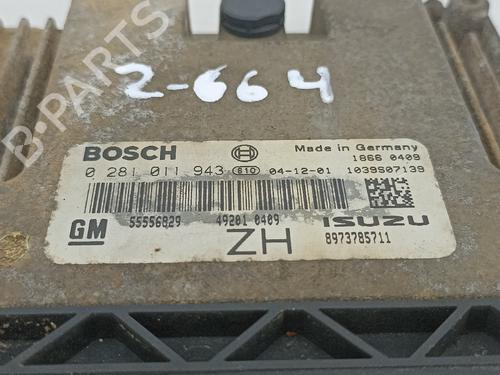 2-664
BOSCH
Made in Germany
1866 0409
0 281 011 943 610 04-12-01 1039S07139
GM
55556829
49201 0409
ISUZU
ZH
8973785711
B-PARTS